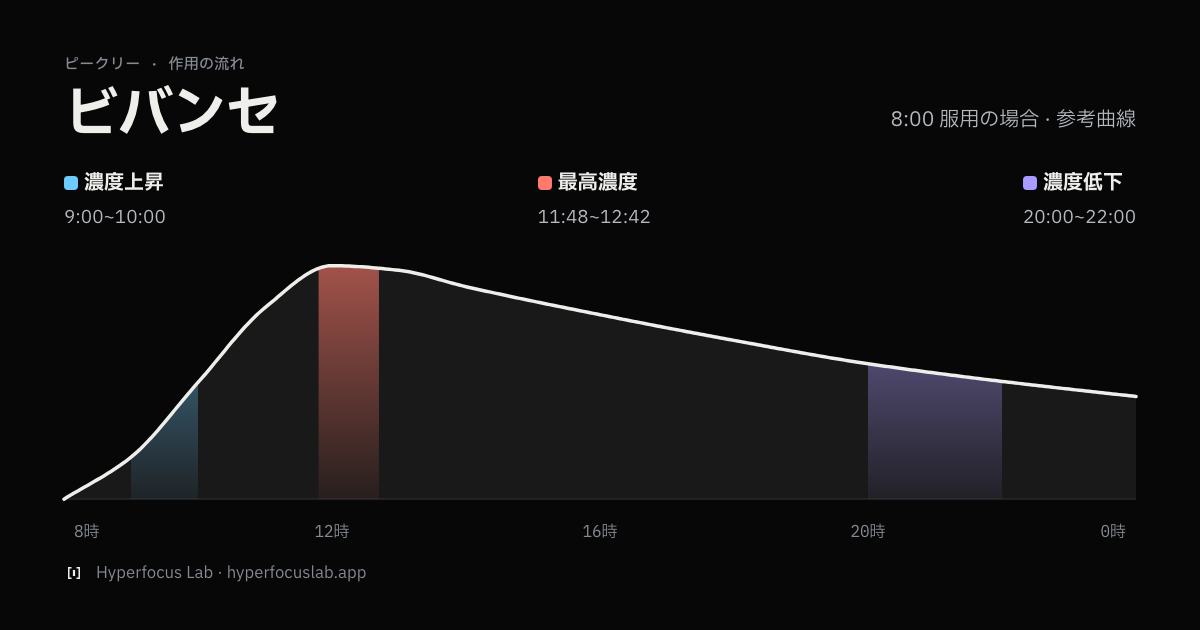 ピークリー · 作用の流れ
ビバンセ
8:00 服用の場合 · 参考曲線
濃度上昇
9:00~10:00
最高濃度
11:48~12:42
濃度低下
20:00~22:00
8時
12時
16時
20時
0時
Hyperfocus Lab · hyperfocuslab.app